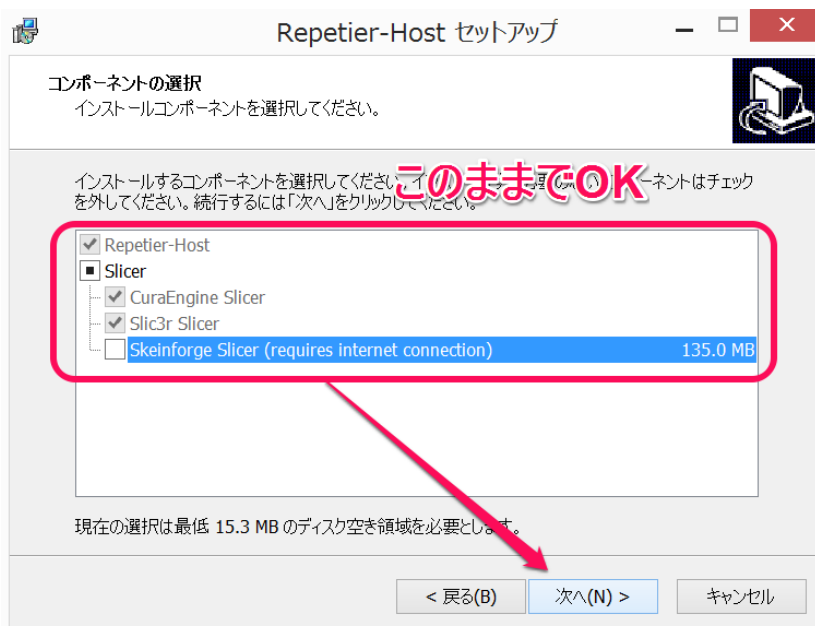 Repetier-Host セットアップ
コンポーネントの選択
インストールコンポーネントを選択してください。
このままでOK
インストールするコンポーネントを選択してください ネントはチェック
を外してください。続行するには「次へ」をクリックしてください。
Repetier-Host
Slicer
CuraEngine Slicer
Slic3r Slicer
Skeinforge Slicer (requires internet connection) 135.0 MB
現在の選択は最低 15.3 MB のディスク空き領域を必要とします。
< 戻る(B) 次へ(N) > キャンセル